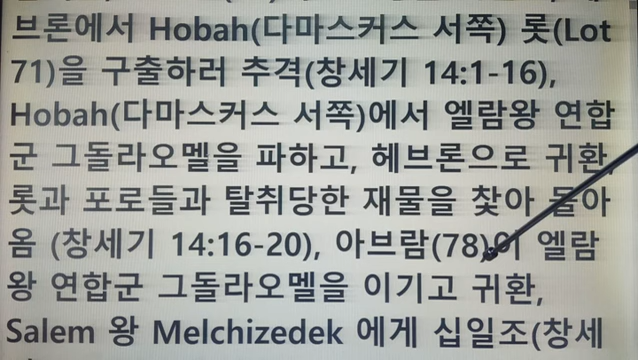 브론에서 Hobah(다마스커스 서쪽) 롯(Lot
71)을 구출하러 추격(창세기 14:1-16),
Hobah(다마스커스 서쪽)에서 엘람왕 연합
군 그돌라오멜을 파하고, 헤브론으로 귀환,
롯과 포로들과 탈취당한 재물을 찾아 돌아
옴 (창세기 14:16-20), 아브람(78)이 엘람
왕 연합군 그돌라오멜을 이기고 귀환,
Salem 왕 Melchizedek 에게 십일조(창세